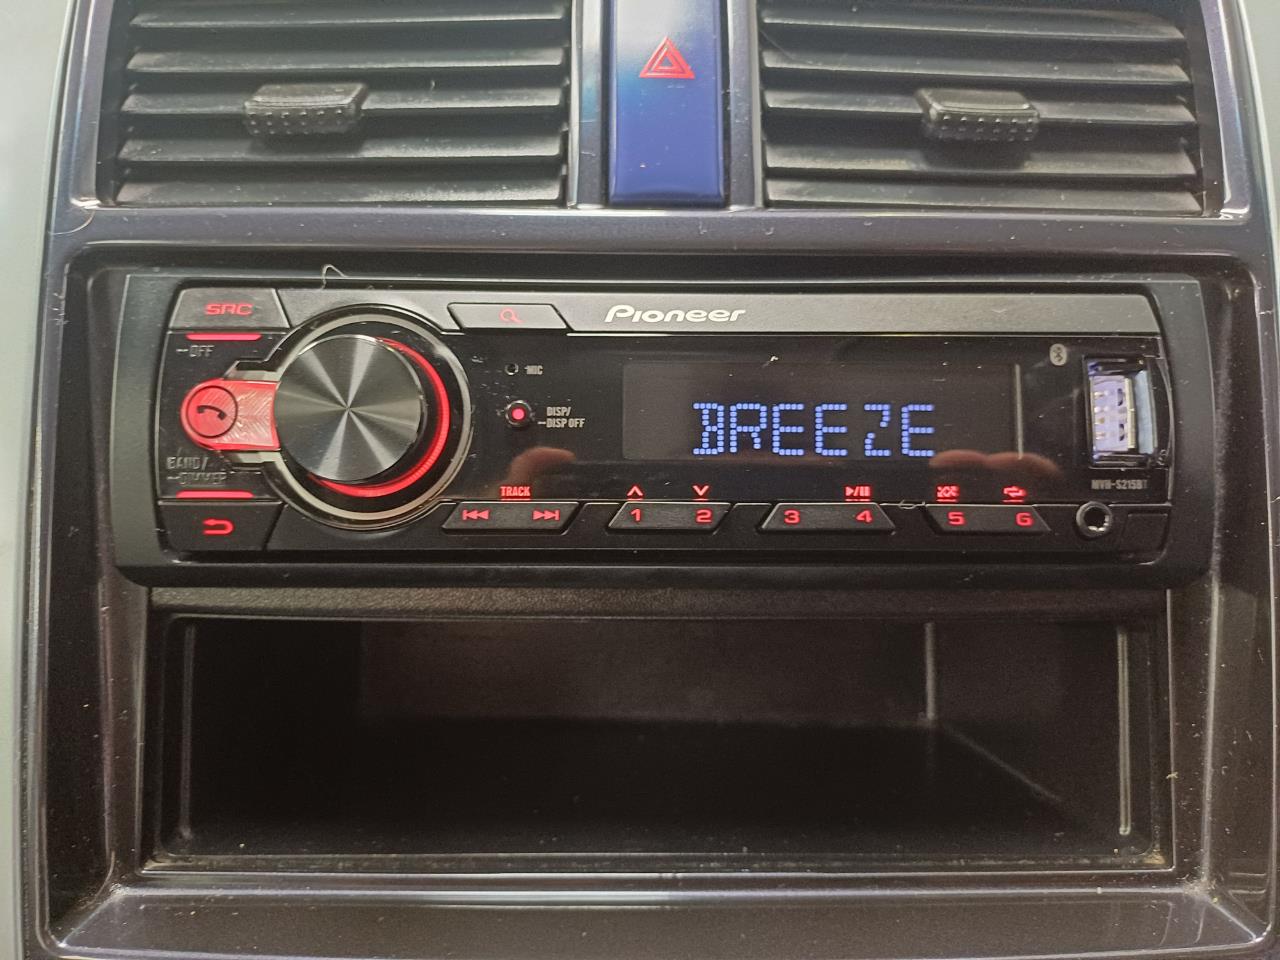 SRC
Pioneer
OFF
MIC
DISP/
DISP OFF
BREEZE
BAND/
DIMMER
TRACK
MVH-S215BT
1 2 3 4 5 6